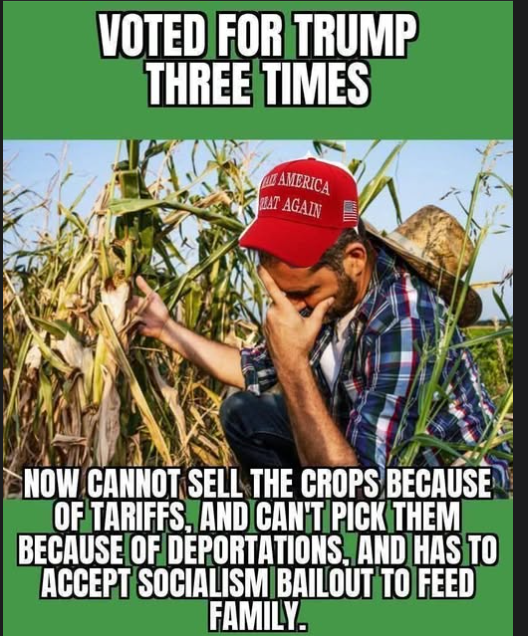 VOTED FOR TRUMP
THREE TIMES
AMERICA
AGAIN
NOW CANNOT SELL THE CROPS BECAUSE
OF TARIFFS, AND CAN'T PICK THEM
BECAUSE OF DEPORTATIONS, AND HAS TO
ACCEPT SOCIALISM BAILOUT TO FEED
FAMILY.